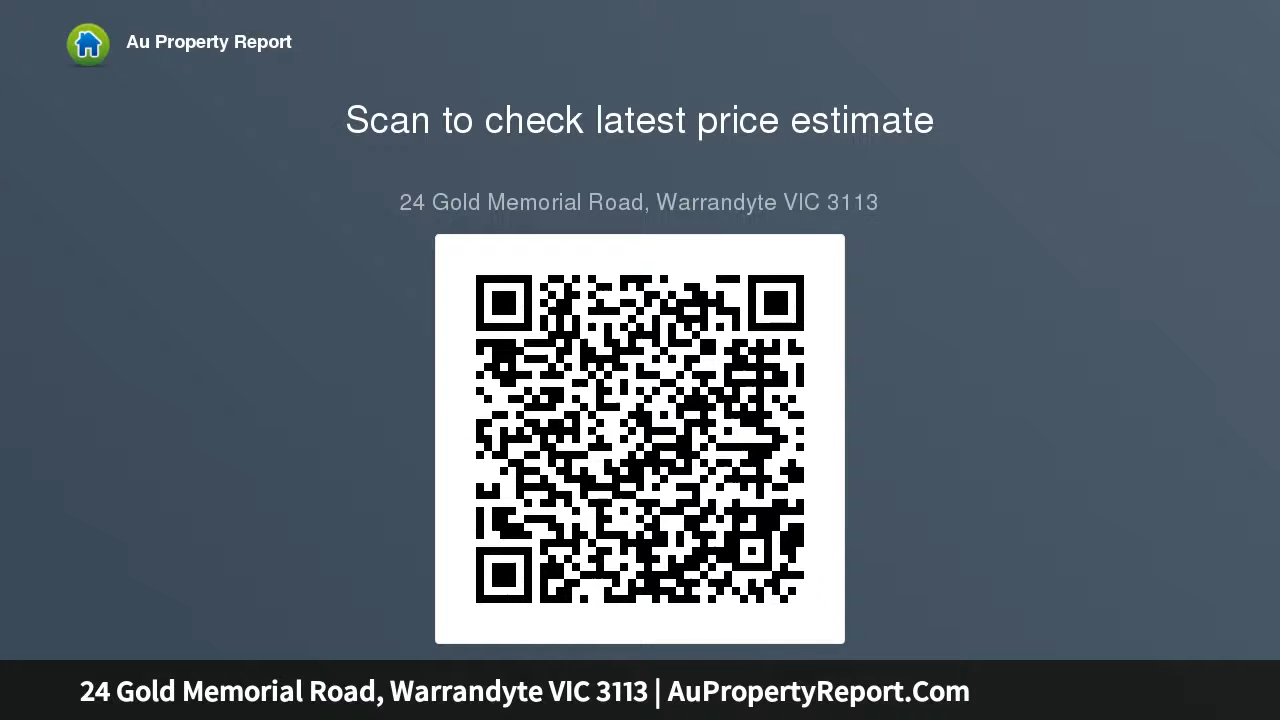 Au Property Report
Scan to check latest price estimate
24 Gold Memorial Road, Warrandyte VIC 3113
24 Gold Memorial Road, Warrandyte VIC 3113 | AuPropertyReport.Com